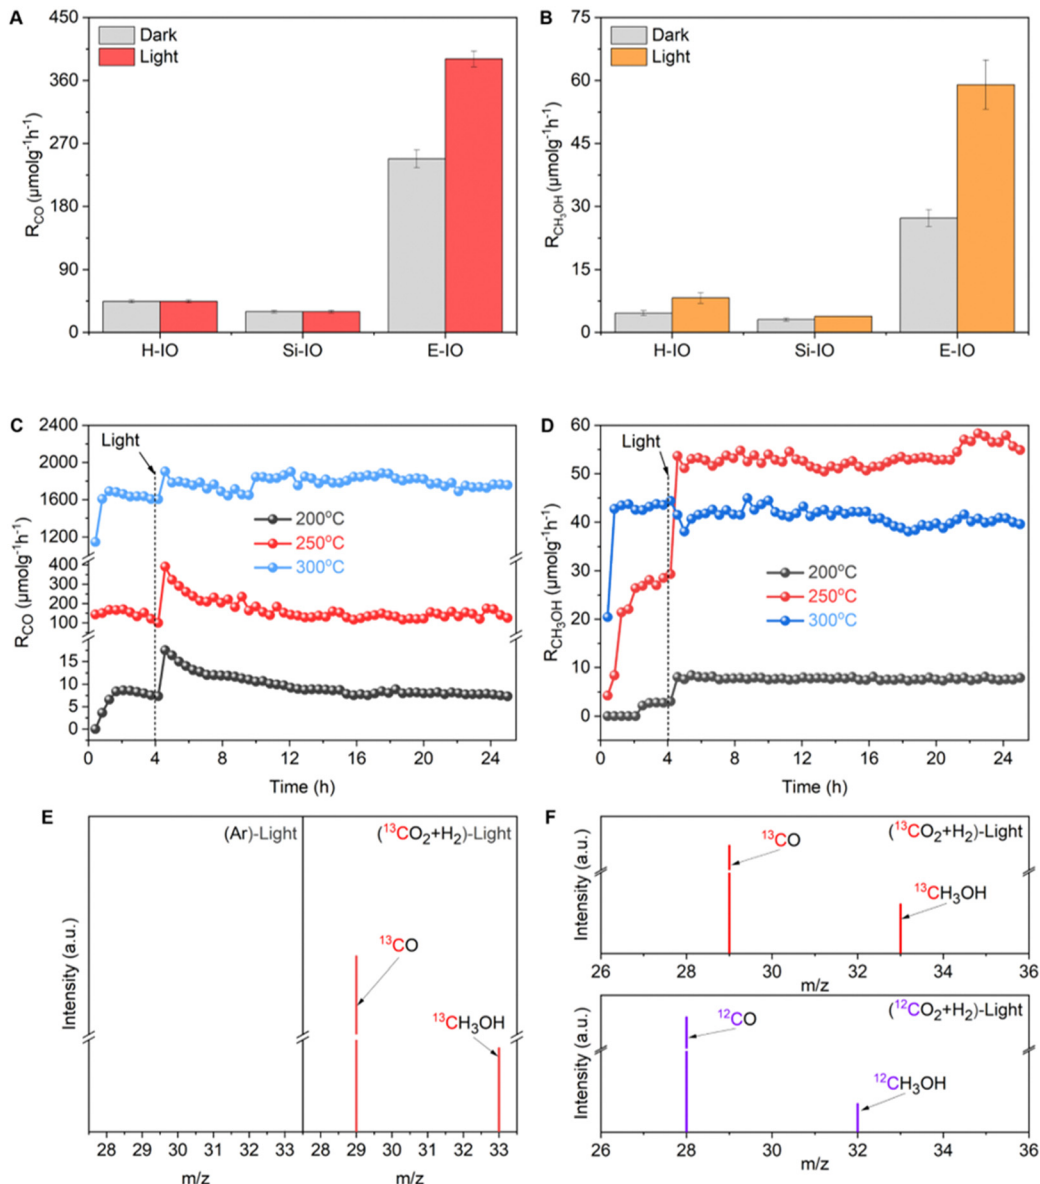 A
450
360
270
180
90
0
R_CO (μmolg⁻¹h⁻¹)
Dark
Light
H-IO Si-IO E-IO
B
75
60
45
30
15
0
R_CH₃OH (μmolg⁻¹h⁻¹)
Dark
Light
H-IO Si-IO E-IO
C
2400
2000
1600
1200
400
300
200
100
15
10
5
0
R_CO (μmolg⁻¹h⁻¹)
Light
200°C
250°C
300°C
0 4 8 12 16 20 24
Time (h)
D
60
50
40
30
20
10
0
R_CH₃OH (μmolg⁻¹h⁻¹)
Light
200°C
250°C
300°C
0 4 8 12 16 20 24
Time (h)
E
Intensity (a.u.)
(Ar)-Light
(¹³CO₂+H₂)-Light
¹³CO
¹³CH₃OH
28 29 30 31 32 33 28 29 30 31 32 33
m/z m/z
F
Intensity (a.u.)
(¹³CO₂+H₂)-Light
¹³CO
¹³CH₃OH
26 28 30 32 34 36
m/z
Intensity (a.u.)
(¹²CO₂+H₂)-Light
¹²CO
¹²CH₃OH
26 28 30 32 34 36
m/z